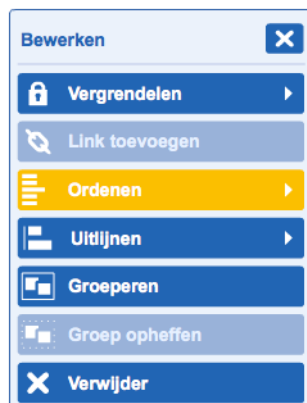 Bewerken
Vergrendelen
Link toevoegen
Ordenen
Uitlijnen
Groeperen
Groep opheffen
Verwijder